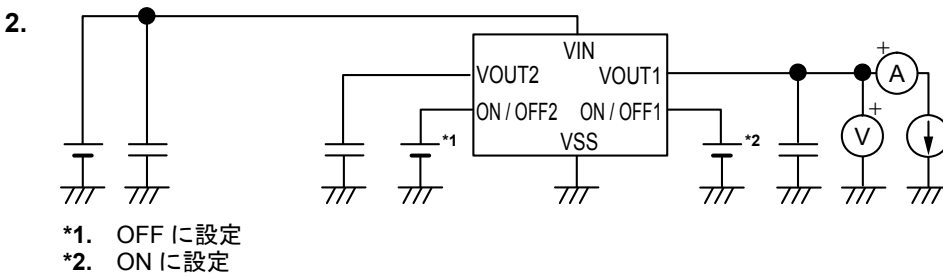 2.
VIN
VOUT2 VOUT1
ON / OFF2 ON / OFF1
*1 VSS *2
+
A
+
V
*1. OFF に設定
*2. ON に設定